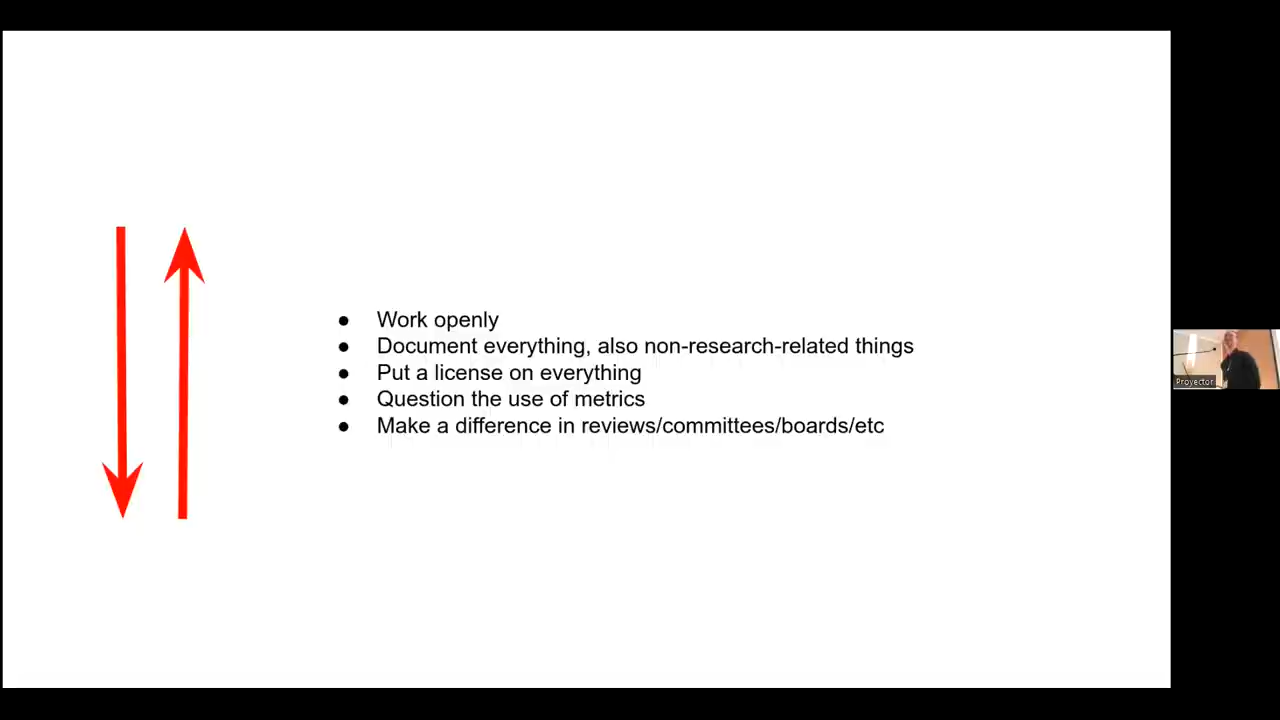 ● Work openly
● Document everything, also non-research-related things
● Put a license on everything
● Question the use of metrics
● Make a difference in reviews/committees/boards/etc
Proyector